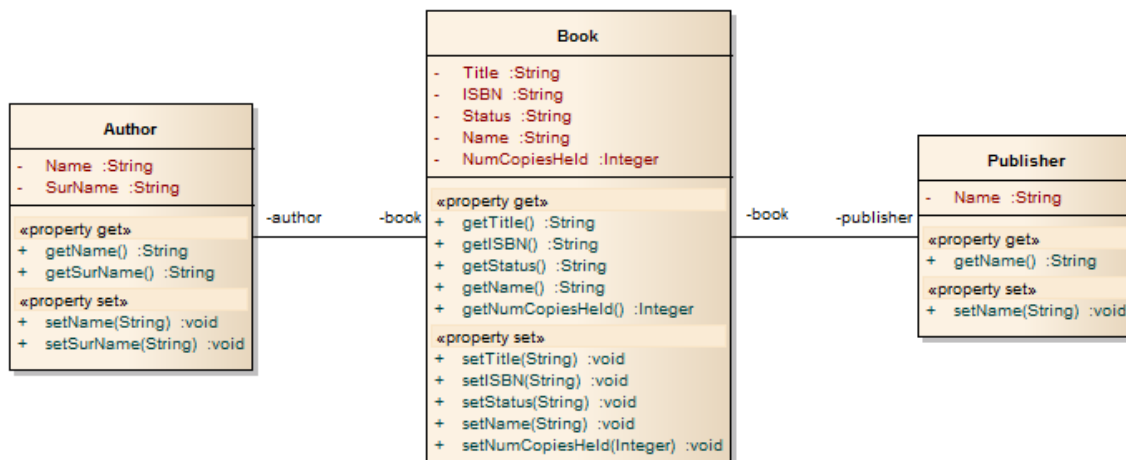 Author
- Name :String
- SurName :String
«property get»
+ getName() :String
+ getSurName() :String
«property set»
+ setName(String) :void
+ setSurName(String) :void
-author
-book
Book
- Title :String
- ISBN :String
- Status :String
- Name :String
- NumCopiesHeld :Integer
«property get»
+ getTitle() :String
+ getISBN() :String
+ getStatus() :String
+ getName() :String
+ getNumCopiesHeld() :Integer
«property set»
+ setTitle(String) :void
+ setISBN(String) :void
+ setStatus(String) :void
+ setName(String) :void
+ setNumCopiesHeld(Integer) :void
-book
-publisher
Publisher
- Name :String
«property get»
+ getName() :String
«property set»
+ setName(String) :void